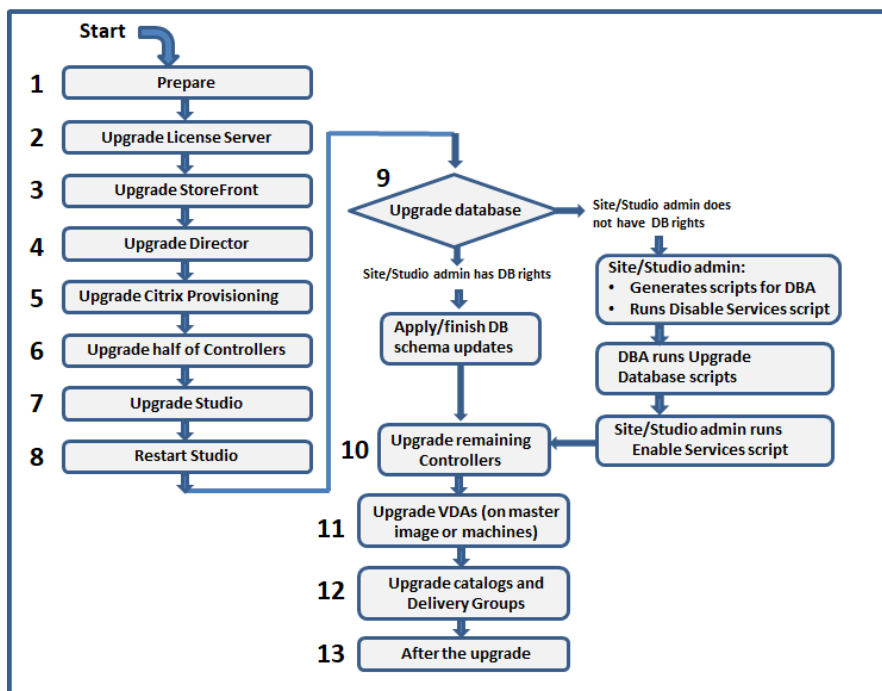 Start
1
Prepare
2
Upgrade License Server
3
Upgrade StoreFront
4
Upgrade Director
5
Upgrade Citrix Provisioning
6
Upgrade half of Controllers
7
Upgrade Studio
8
Restart Studio
9
Upgrade database
Site/Studio admin does
not have DB rights
Site/Studio admin has DB rights
Site/Studio admin:
• Generates scripts for DBA
• Runs Disable Services script
Apply/finish DB
schema updates
DBA runs Upgrade
Database scripts
Site/Studio admin runs
Enable Services script
10
Upgrade remaining
Controllers
11
Upgrade VDAs (on master
image or machines)
12
Upgrade catalogs and
Delivery Groups
13
After the upgrade